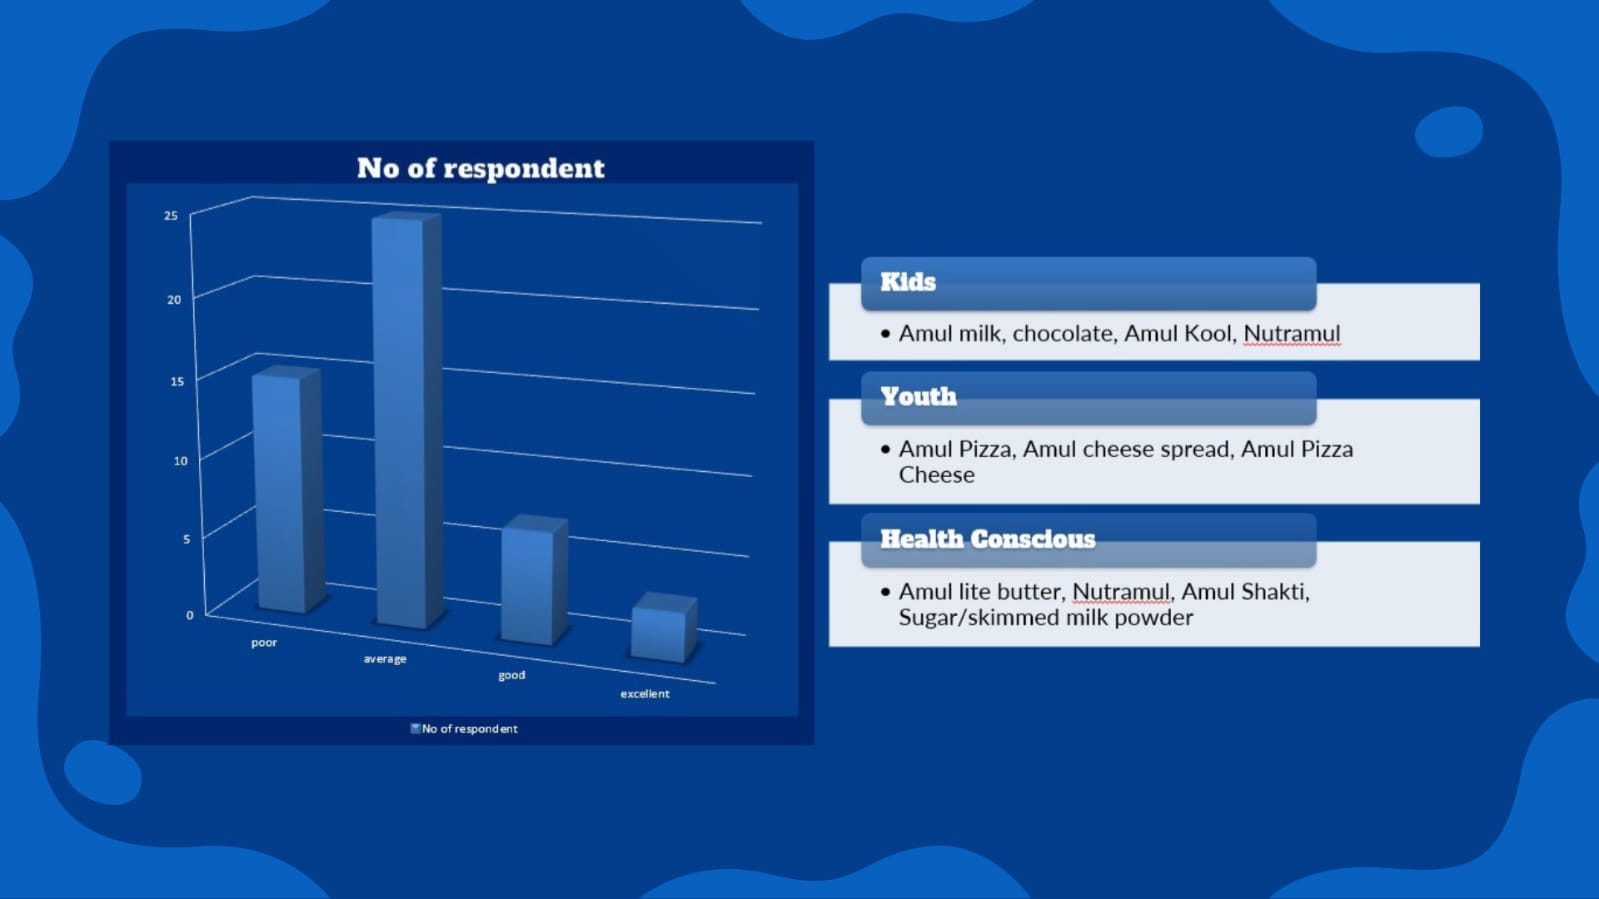 No of respondent
25
20
15
10
5
0
poor
average
good
excellent
No of respondent
Kids
• Amul milk, chocolate, Amul Kool, Nutramul
Youth
• Amul Pizza, Amul cheese spread, Amul Pizza
Cheese
Health Conscious
• Amul lite butter, Nutramul, Amul Shakti,
Sugar/skimmed milk powder